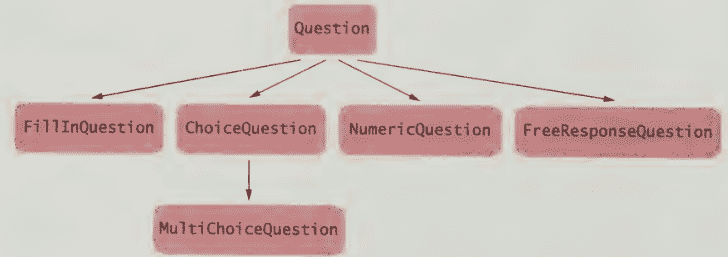 Question
FillInQuestion
ChoiceQuestion
NumericQuestion
FreeResponseQuestion
MultiChoiceQuestion